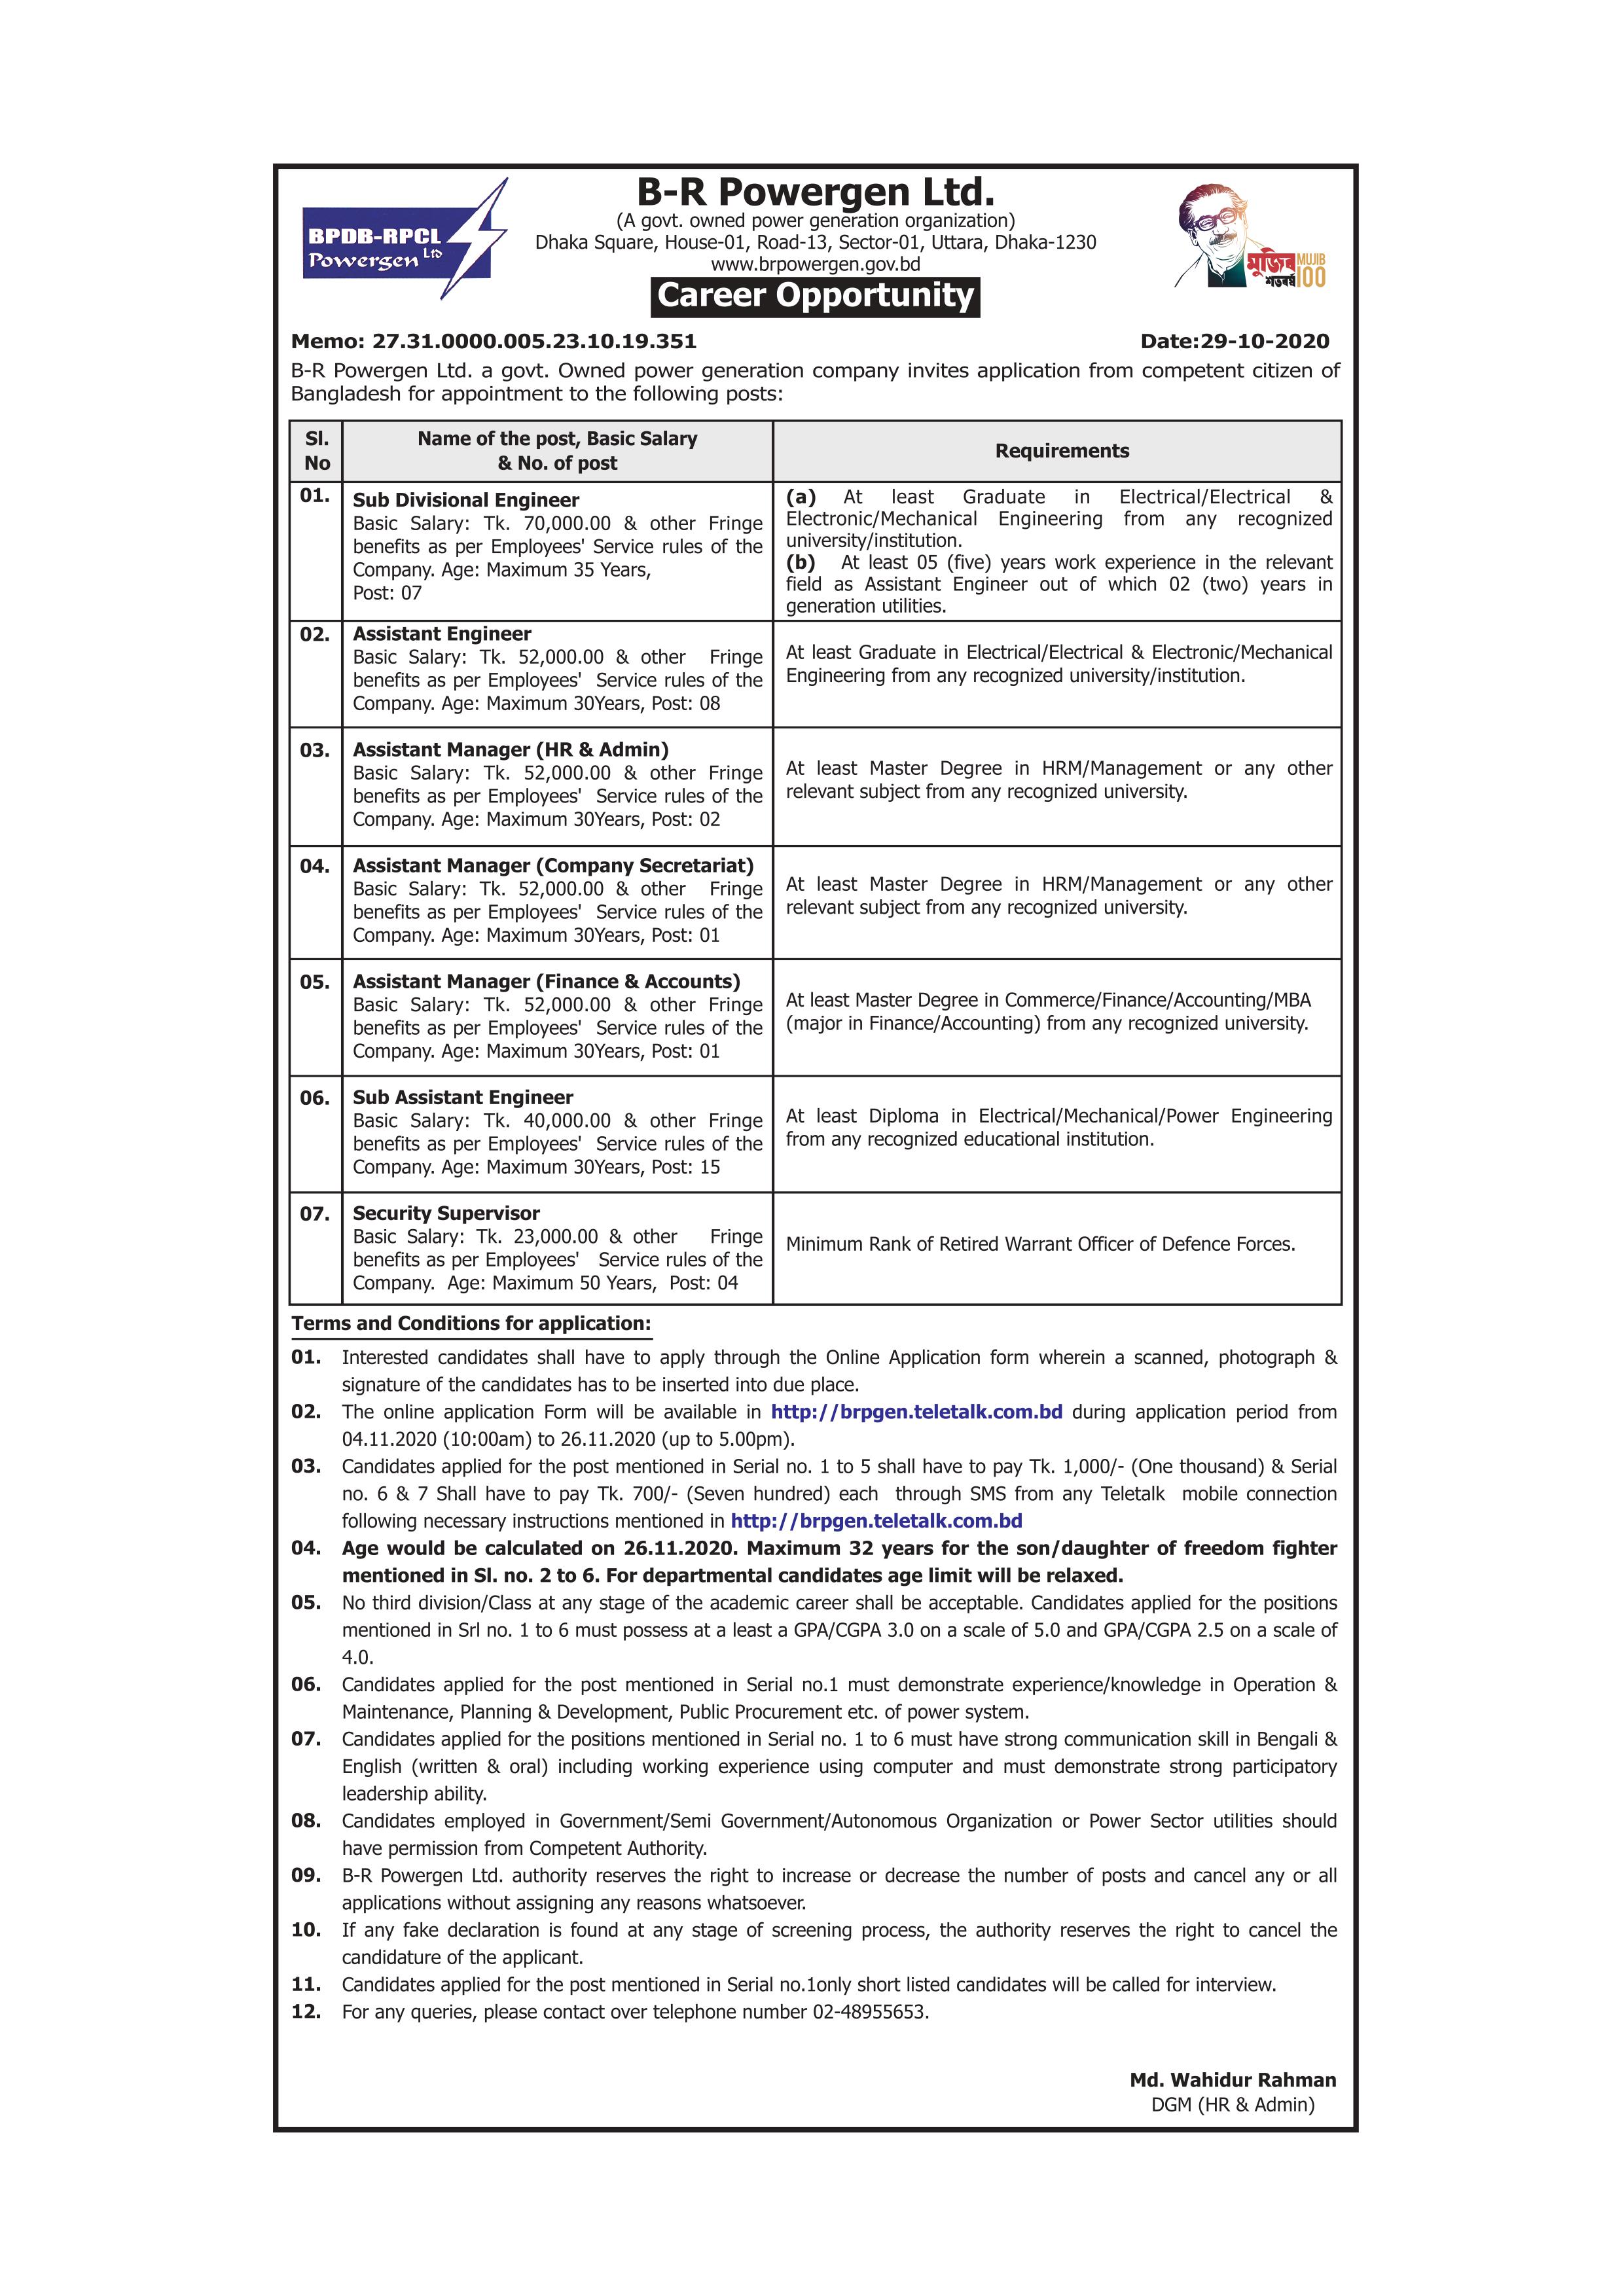 B-R Powergen Ltd.
(A govt. owned power generation organization)
Dhaka Square, House-01, Road-13, Sector-01, Uttara, Dhaka-1230
www.brpowergen.gov.bd
Career Opportunity
BPDB-RPCL
Powergen Ltd
মুজিব MUJIB
শতবর্ষ 100
Memo: 27.31.0000.005.23.10.19.351 Date:29-10-2020
B-R Powergen Ltd. a govt. Owned power generation company invites application from competent citizen of
Bangladesh for appointment to the following posts:
Sl.
No
Name of the post, Basic Salary
& No. of post
Requirements
01.
Sub Divisional Engineer
Basic Salary: Tk. 70,000.00 & other Fringe
benefits as per Employees' Service rules of the
Company. Age: Maximum 35 Years,
Post: 07
(a) At least Graduate in Electrical/Electrical &
Electronic/Mechanical Engineering from any recognized
university/institution.
(b) At least 05 (five) years work experience in the relevant
field as Assistant Engineer out of which 02 (two) years in
generation utilities.
02.
Assistant Engineer
Basic Salary: Tk. 52,000.00 & other Fringe
benefits as per Employees' Service rules of the
Company. Age: Maximum 30Years, Post: 08
At least Graduate in Electrical/Electrical & Electronic/Mechanical
Engineering from any recognized university/institution.
03.
Assistant Manager (HR & Admin)
Basic Salary: Tk. 52,000.00 & other Fringe
benefits as per Employees' Service rules of the
Company. Age: Maximum 30Years, Post: 02
At least Master Degree in HRM/Management or any other
relevant subject from any recognized university.
04.
Assistant Manager (Company Secretariat)
Basic Salary: Tk. 52,000.00 & other Fringe
benefits as per Employees' Service rules of the
Company. Age: Maximum 30Years, Post: 01
At least Master Degree in HRM/Management or any other
relevant subject from any recognized university.
05.
Assistant Manager (Finance & Accounts)
Basic Salary: Tk. 52,000.00 & other Fringe
benefits as per Employees' Service rules of the
Company. Age: Maximum 30Years, Post: 01
At least Master Degree in Commerce/Finance/Accounting/MBA
(major in Finance/Accounting) from any recognized university.
06.
Sub Assistant Engineer
Basic Salary: Tk. 40,000.00 & other Fringe
benefits as per Employees' Service rules of the
Company. Age: Maximum 30Years, Post: 15
At least Diploma in Electrical/Mechanical/Power Engineering
from any recognized educational institution.
07.
Security Supervisor
Basic Salary: Tk. 23,000.00 & other Fringe
benefits as per Employees' Service rules of the
Company. Age: Maximum 50 Years, Post: 04
Minimum Rank of Retired Warrant Officer of Defence Forces.
Terms and Conditions for application:
01. Interested candidates shall have to apply through the Online Application form wherein a scanned, photograph &
signature of the candidates has to be inserted into due place.
02. The online application Form will be available in http://brpgen.teletalk.com.bd during application period from
04.11.2020 (10:00am) to 26.11.2020 (up to 5.00pm).
03. Candidates applied for the post mentioned in Serial no. 1 to 5 shall have to pay Tk. 1,000/- (One thousand) & Serial
no. 6 & 7 Shall have to pay Tk. 700/- (Seven hundred) each through SMS from any Teletalk mobile connection
following necessary instructions mentioned in http://brpgen.teletalk.com.bd
04. Age would be calculated on 26.11.2020. Maximum 32 years for the son/daughter of freedom fighter
mentioned in Sl. no. 2 to 6. For departmental candidates age limit will be relaxed.
05. No third division/Class at any stage of the academic career shall be acceptable. Candidates applied for the positions
mentioned in Srl no. 1 to 6 must possess at a least a GPA/CGPA 3.0 on a scale of 5.0 and GPA/CGPA 2.5 on a scale of
4.0.
06. Candidates applied for the post mentioned in Serial no.1 must demonstrate experience/knowledge in Operation &
Maintenance, Planning & Development, Public Procurement etc. of power system.
07. Candidates applied for the positions mentioned in Serial no. 1 to 6 must have strong communication skill in Bengali &
English (written & oral) including working experience using computer and must demonstrate strong participatory
leadership ability.
08. Candidates employed in Government/Semi Government/Autonomous Organization or Power Sector utilities should
have permission from Competent Authority.
09. B-R Powergen Ltd. authority reserves the right to increase or decrease the number of posts and cancel any or all
applications without assigning any reasons whatsoever.
10. If any fake declaration is found at any stage of screening process, the authority reserves the right to cancel the
candidature of the applicant.
11. Candidates applied for the post mentioned in Serial no.1only short listed candidates will be called for interview.
12. For any queries, please contact over telephone number 02-48955653.
Md. Wahidur Rahman
DGM (HR & Admin)